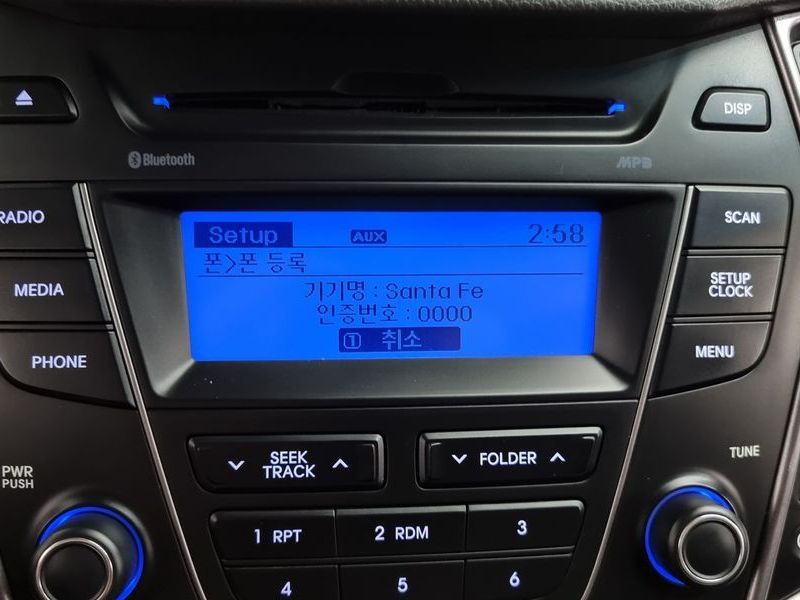 DISP
Bluetooth
RADIO
SCAN
Setup AUX 2:58
폰>폰 등록
기기명 : Santa Fe
인증번호 : 0000
1 취소
MEDIA
SETUP
CLOCK
PHONE
MENU
SEEK
TRACK
FOLDER
TUNE
PWR
PUSH
1 RPT
2 RDM
3
4
5
6